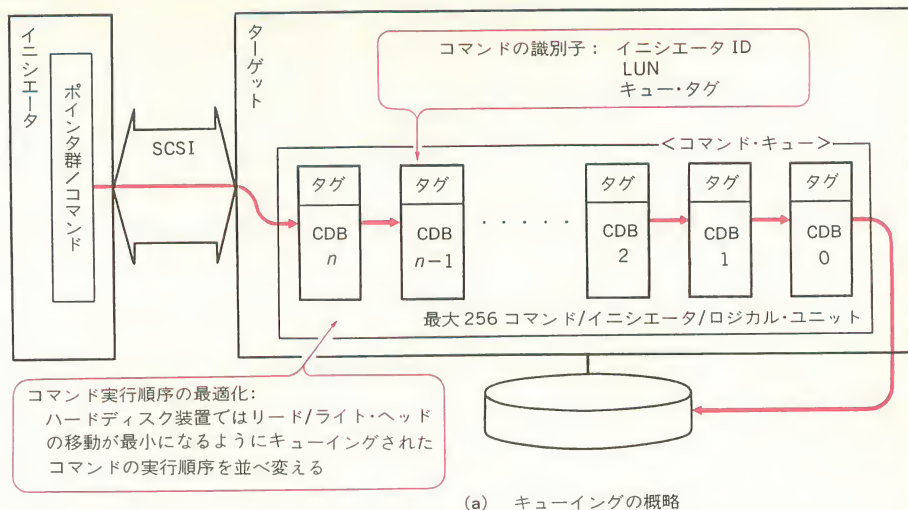 イニシエータ
ポインタ群/コマンド
SCSI
ターゲット
コマンドの識別子： イニシエータ ID
LUN
キュー・タグ
<コマンド・キュー>
タグ
CDB
n
タグ
CDB
n−1
・・・・・
タグ
CDB
2
タグ
CDB
1
タグ
CDB
0
最大 256 コマンド/イニシエータ/ロジカル・ユニット
コマンド実行順序の最適化:
ハードディスク装置ではリード/ライト・ヘッド
の移動が最小になるようにキューイングされた
コマンドの実行順序を並べ変える
(a) キューイングの概略